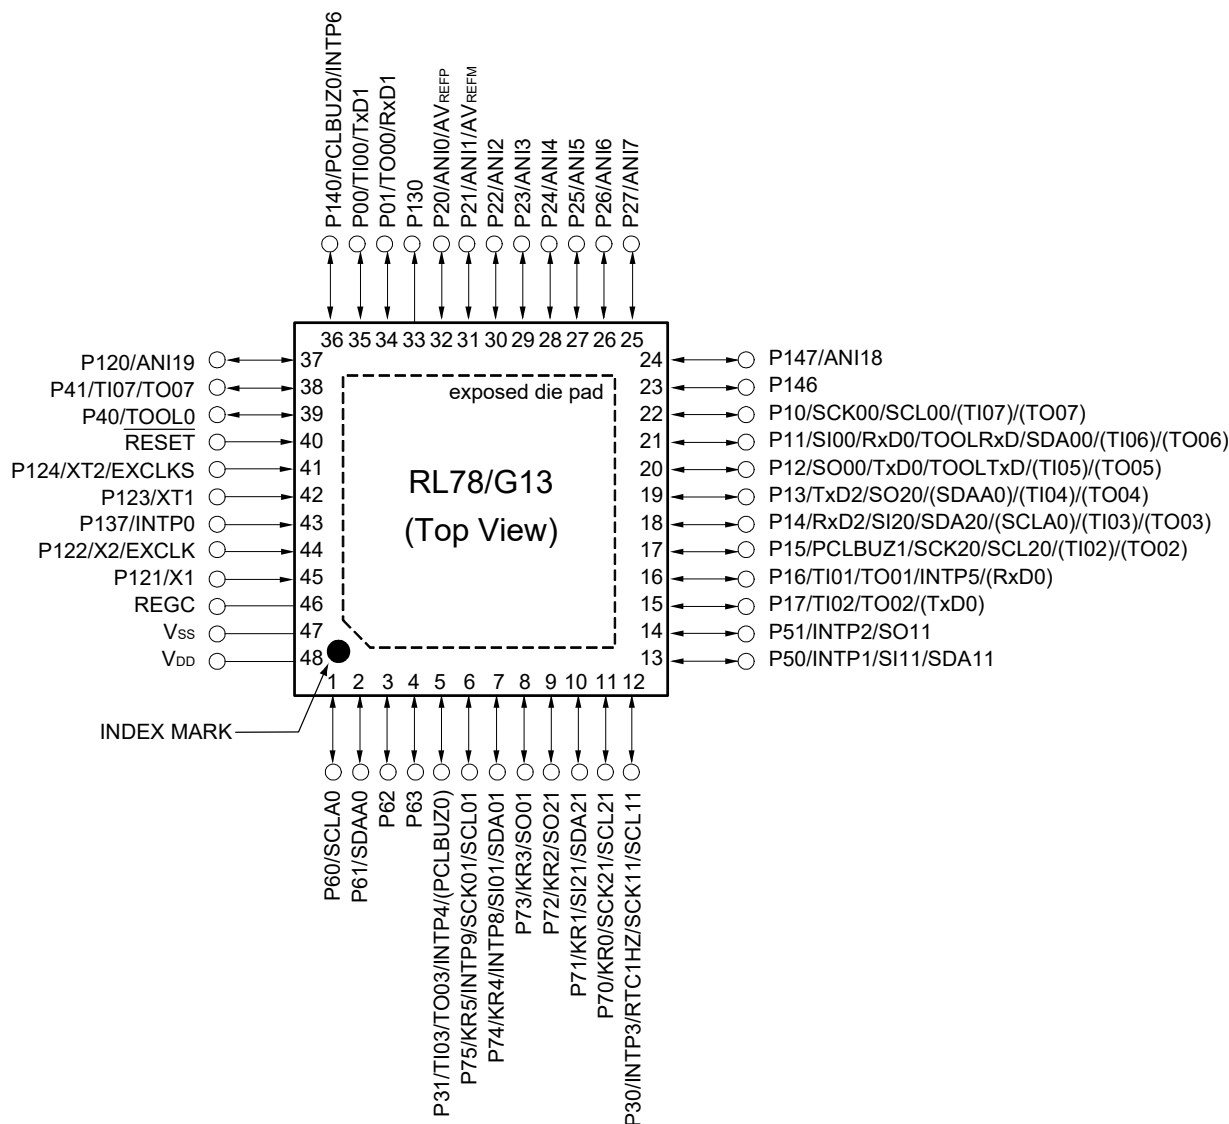 P140/PCLBUZ0/INTP6
P00/TI00/TxD1
P01/TO00/RxD1
P130
P20/ANI0/AVREFP
P21/ANI1/AVREFM
P22/ANI2
P23/ANI3
P24/ANI4
P25/ANI5
P26/ANI6
P27/ANI7
36 35 34 33 32 31 30 29 28 27 26 25
P120/ANI19 37
P41/TI07/TO07 38
P40/TOOL0 39
RESET 40
P124/XT2/EXCLKS 41
P123/XT1 42
P137/INTP0 43
P122/X2/EXCLK 44
P121/X1 45
REGC 46
VSS 47
VDD 48
exposed die pad
RL78/G13
(Top View)
24 P147/ANI18
23 P146
22 P10/SCK00/SCL00/(TI07)/(TO07)
21 P11/SI00/RxD0/TOOLRxD/SDA00/(TI06)/(TO06)
20 P12/SO00/TxD0/TOOLTxD/(TI05)/(TO05)
19 P13/TxD2/SO20/(SDAA0)/(TI04)/(TO04)
18 P14/RxD2/SI20/SDA20/(SCLA0)/(TI03)/(TO03)
17 P15/PCLBUZ1/SCK20/SCL20/(TI02)/(TO02)
16 P16/TI01/TO01/INTP5/(RxD0)
15 P17/TI02/TO02/(TxD0)
14 P51/INTP2/SO11
13 P50/INTP1/SI11/SDA11
1 2 3 4 5 6 7 8 9 10 11 12
INDEX MARK
P60/SCLA0
P61/SDAA0
P62
P63
P31/TI03/TO03/INTP4/(PCLBUZ0)
P75/KR5/INTP9/SCK01/SCL01
P74/KR4/INTP8/SI01/SDA01
P73/KR3/SO01
P72/KR2/SO21
P71/KR1/SI21/SDA21
P70/KR0/SCK21/SCL21
P30/INTP3/RTC1HZ/SCK11/SCL11